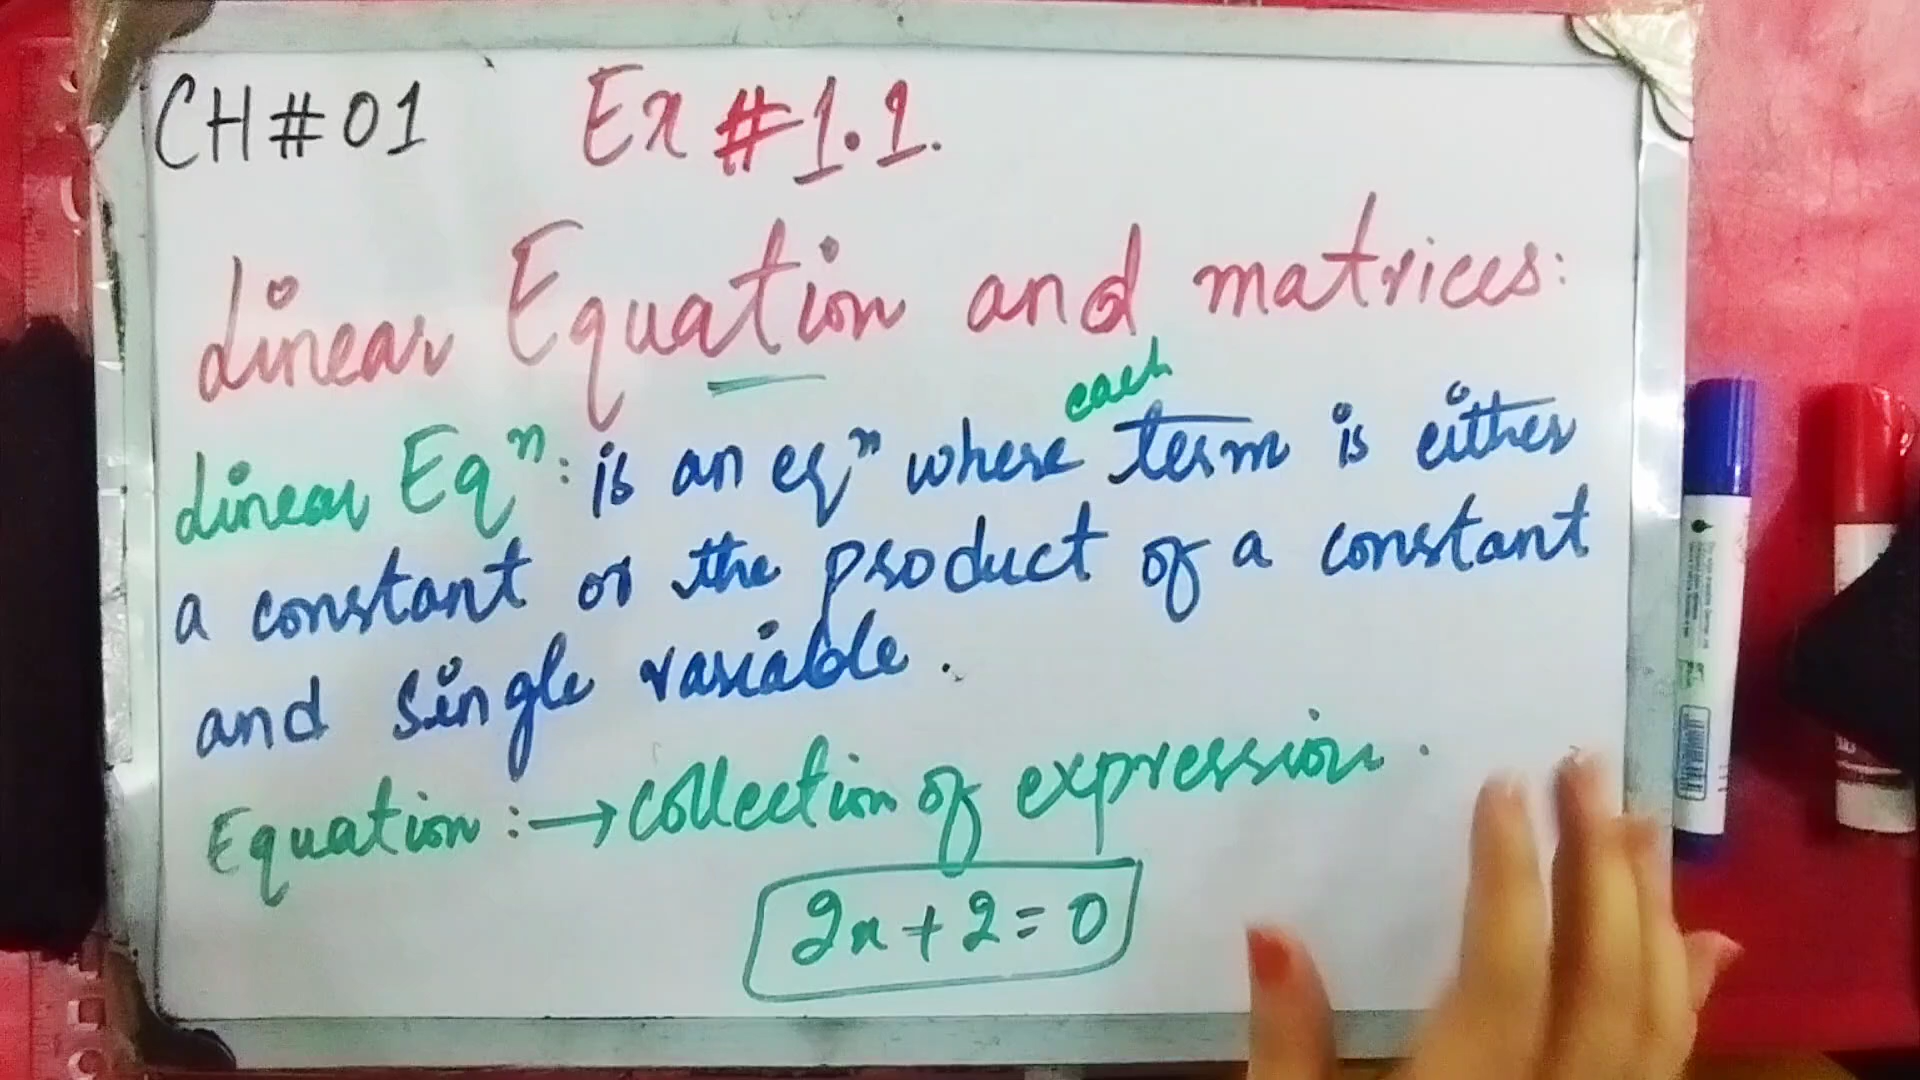 CH#01 Ex #1.1.
Linear Equation and matrices:
each
Linear Eqⁿ: is an eqⁿ where term is either
a constant or the product of a constant
and single variable.
Equation :→ collection of expression.
2x+2=0